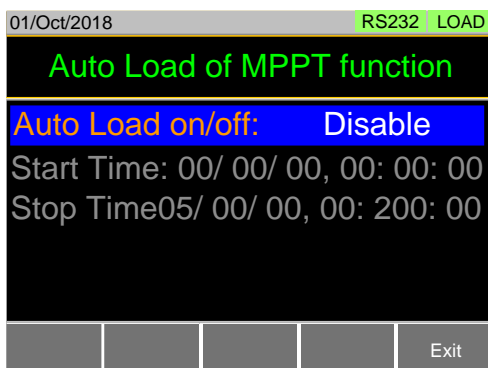 01/Oct/2018 RS232 LOAD
Auto Load of MPPT function
Auto Load on/off: Disable
Start Time: 00/ 00/ 00, 00: 00: 00
Stop Time05/ 00/ 00, 00: 200: 00
Exit